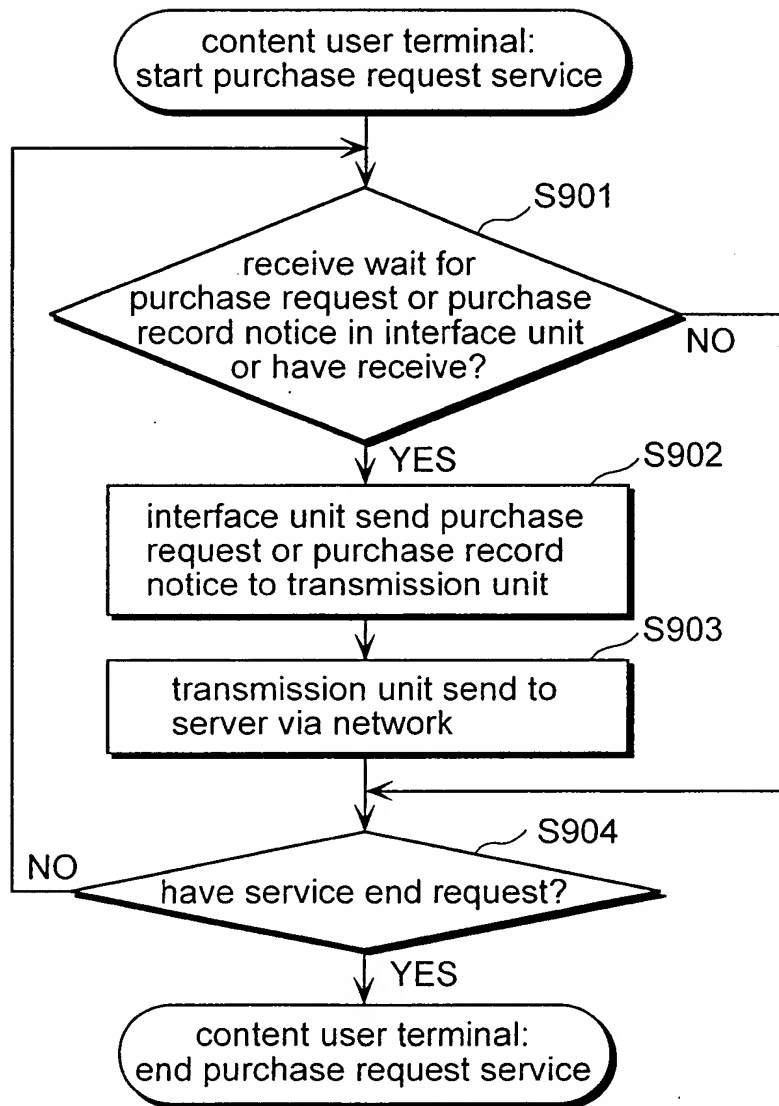 content user terminal:
start purchase request service
S901
receive wait for
purchase request or purchase
record notice in interface unit
or have receive?
NO
YES
S902
interface unit send purchase
request or purchase record
notice to transmission unit
S903
transmission unit send to
server via network
S904
NO
have service end request?
YES
content user terminal:
end purchase request service